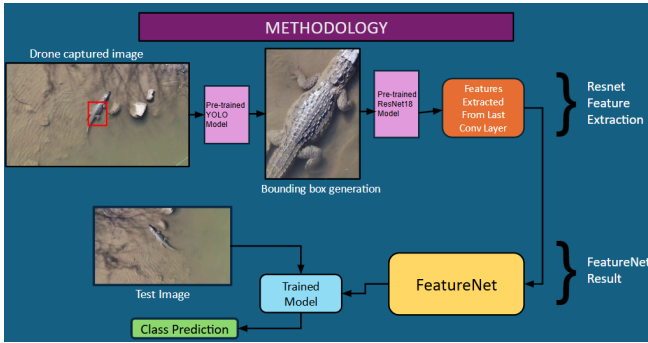 METHODOLOGY
Drone captured image
Pre-trained
YOLO
Model
Pre-trained
ResNet18
Model
Features
Extracted
From Last
Conv Layer
Resnet
Feature
Extraction
Bounding box generation
Test Image
Trained
Model
FeatureNet
FeatureNet
Result
Class Prediction